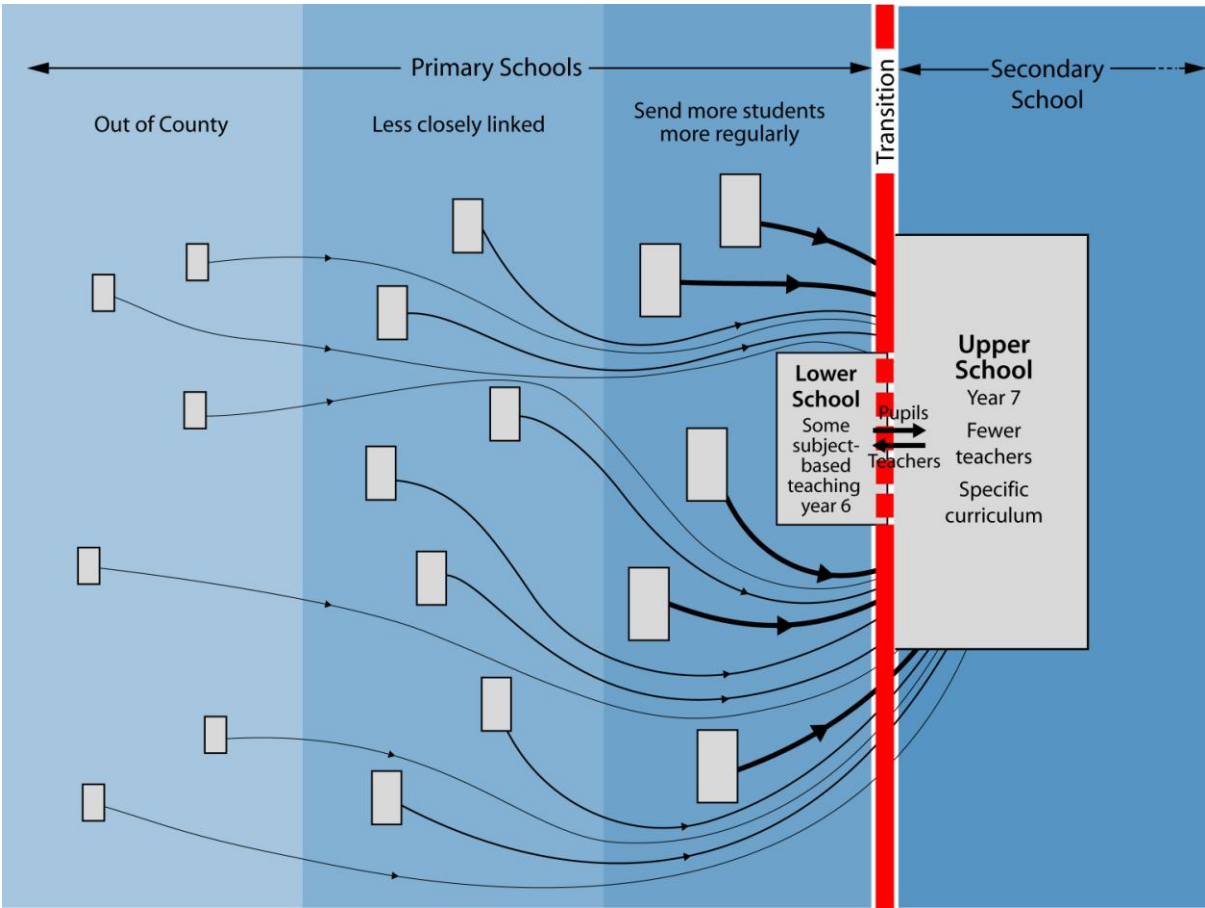 Primary Schools
Transition
Secondary
School
Out of County
Less closely linked
Send more students
more regularly
Lower
School
Some
subject-
based
teaching
year 6
Pupils
Teachers
Upper
School
Year 7
Fewer
teachers
Specific
curriculum